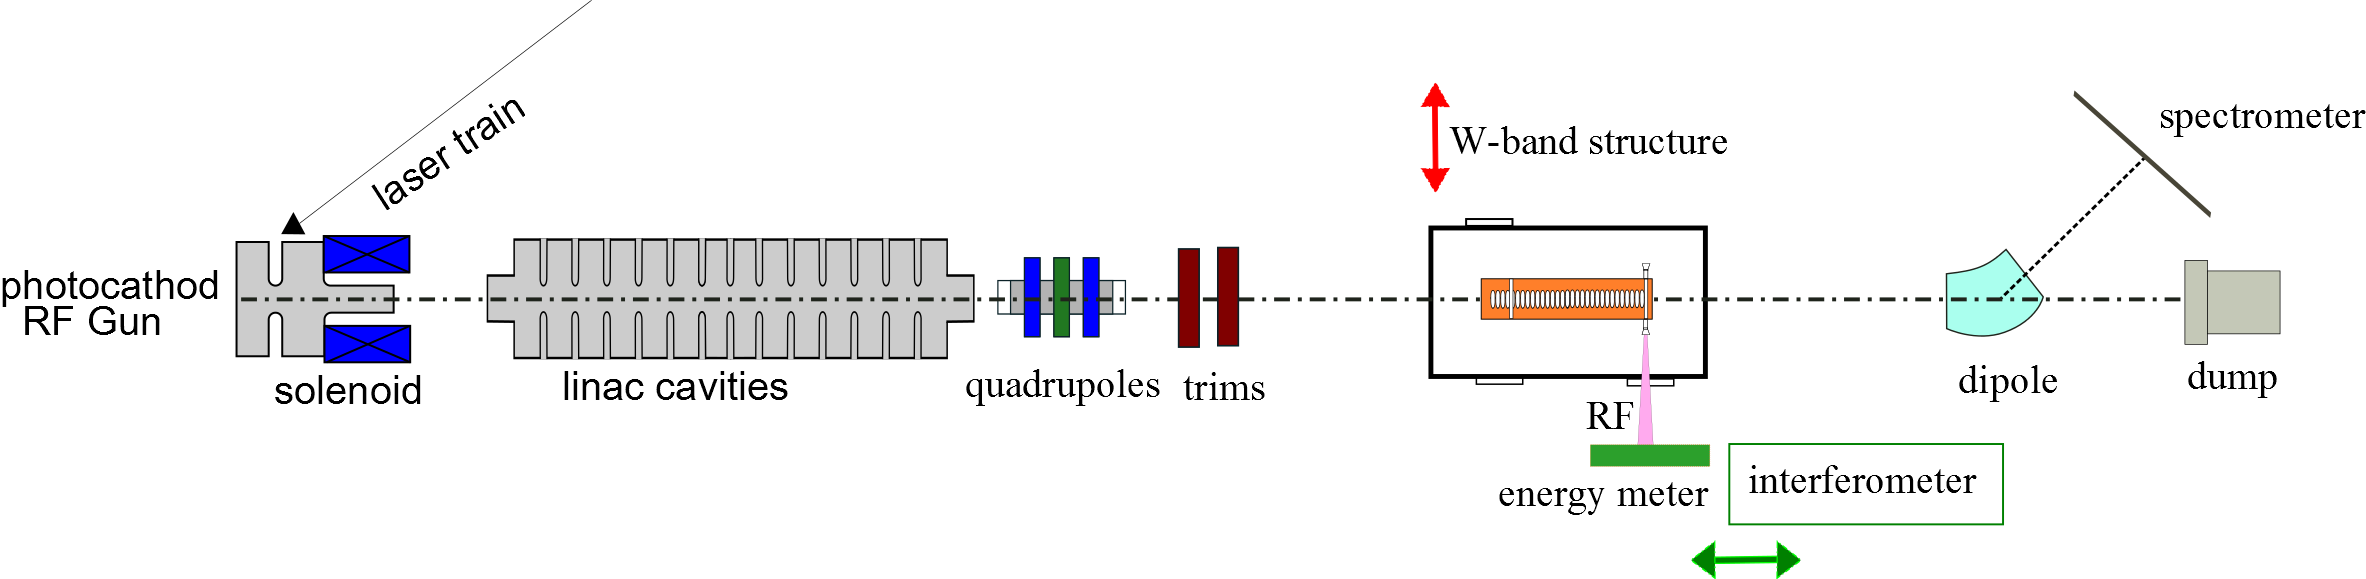 laser train
photocathod
RF Gun
solenoid
linac cavities
quadrupoles
trims
W-band structure
RF
energy meter
interferometer
spectrometer
dipole
dump